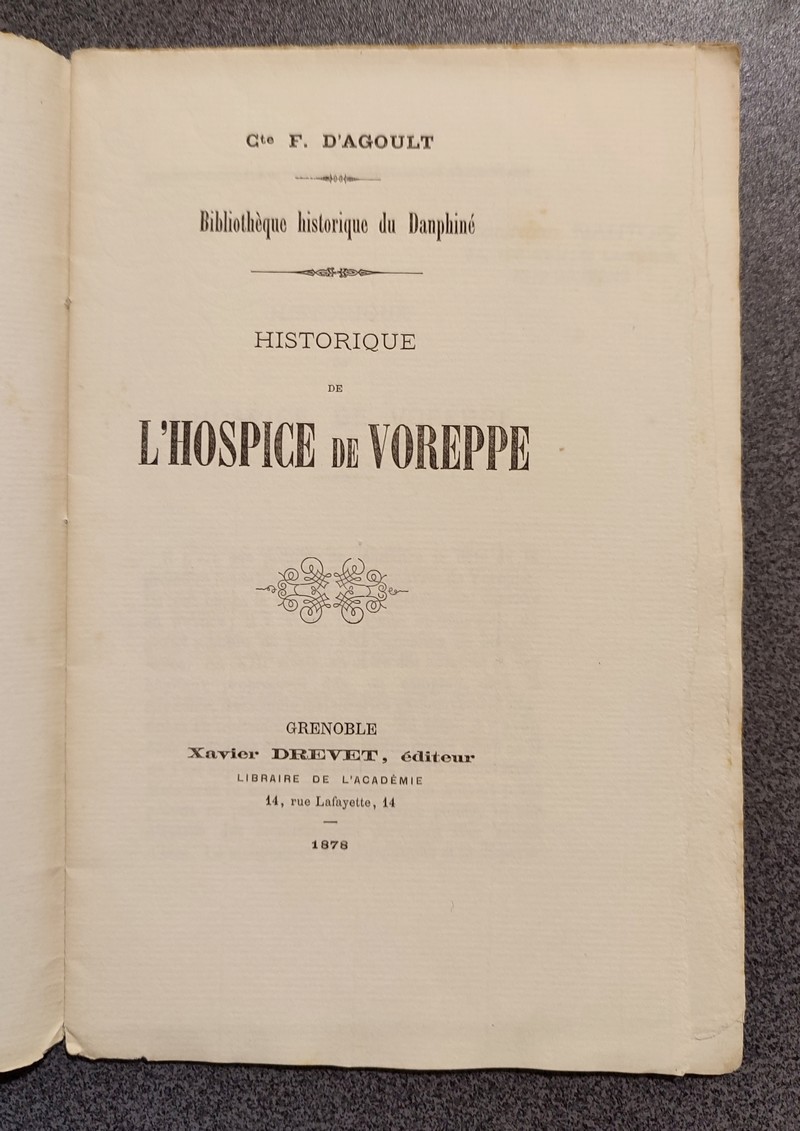 Cte F. D'AGOULT
Bibliothèque historique du Dauphiné
HISTORIQUE
DE
L'HOSPICE DE VOREPPE
GRENOBLE
Xavier DREVET, éditeur
LIBRAIRE DE L'ACADÉMIE
14, rue Lafayette, 14
1878